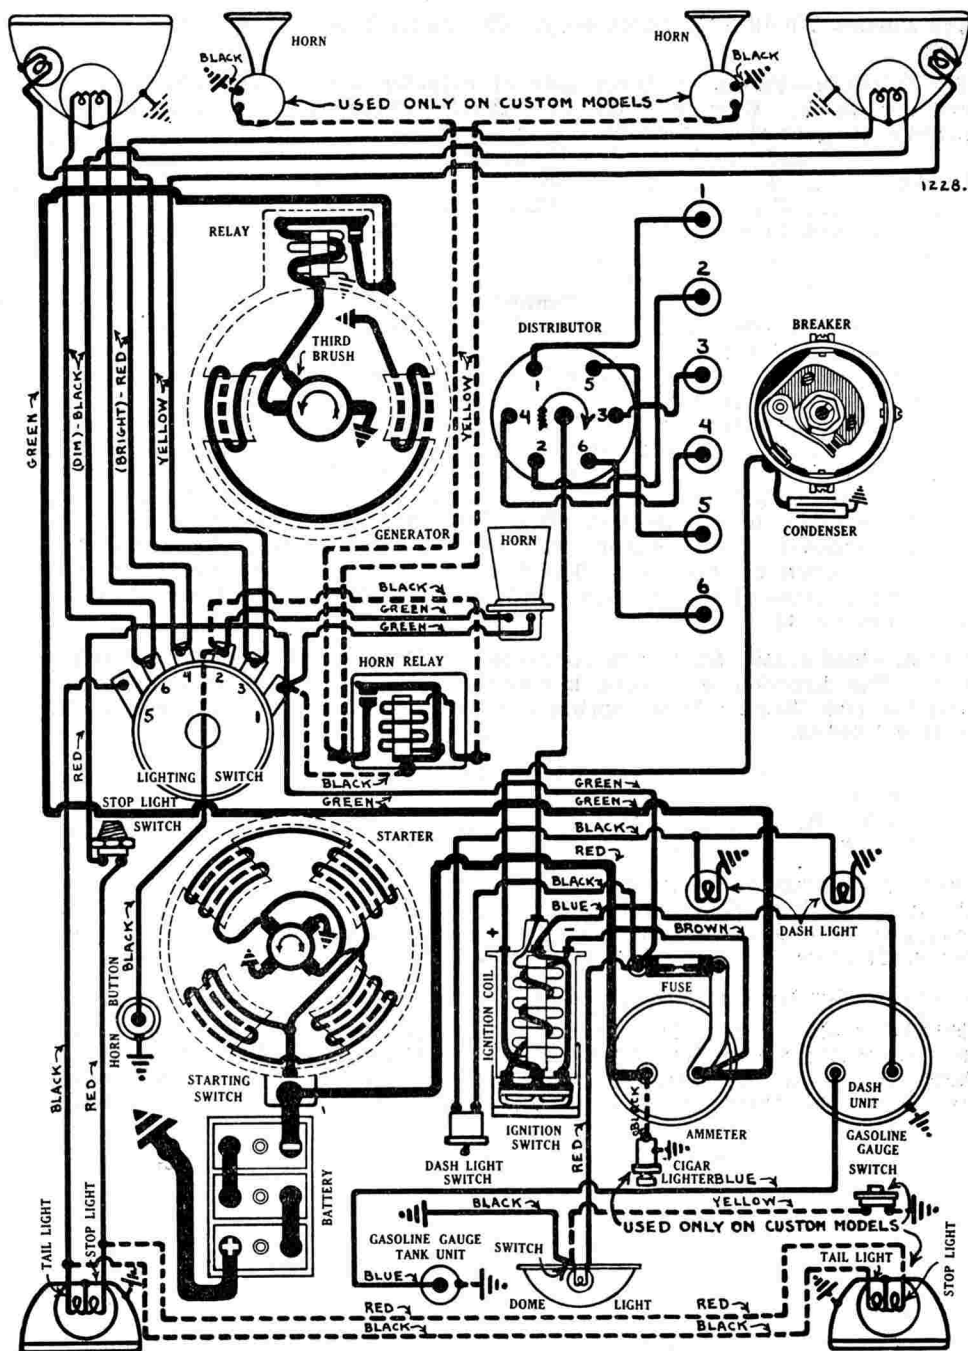 HORN
BLACK
HORN
BLACK
USED ONLY ON CUSTOM MODELS
1228.
RELAY
1
2
3
4
5
6
THIRD
BRUSH
DISTRIBUTOR
1
5
4
3
2
6
BREAKER
CONDENSER
GREEN
(DIM)-BLACK
(BRIGHT)-RED
YELLOW
YELLOW
GENERATOR
HORN
BLACK
GREEN
GREEN
HORN RELAY
5
6
4
2
3
1
LIGHTING SWITCH
RED
BLACK
GREEN
GREEN
GREEN
STOP LIGHT
SWITCH
STARTER
BLACK
RED
BLACK
BLUE
BROWN
DASH LIGHT
+
-
IGNITION COIL
FUSE
BLACK
HORN BUTTON
STARTING
SWITCH
BATTERY
BLACK
RED
DASH LIGHT
SWITCH
IGNITION
SWITCH
RED
AMMETER
BLACK
CIGAR
LIGHTER
DASH
UNIT
GASOLINE
GAUGE
SWITCH
BLUE
YELLOW
USED ONLY ON CUSTOM MODELS
BLACK
GASOLINE GAUGE
TANK UNIT
SWITCH
BLUE
DOME LIGHT
TAIL LIGHT
STOP LIGHT
TAIL LIGHT
STOP LIGHT
RED
RED
BLACK
BLACK